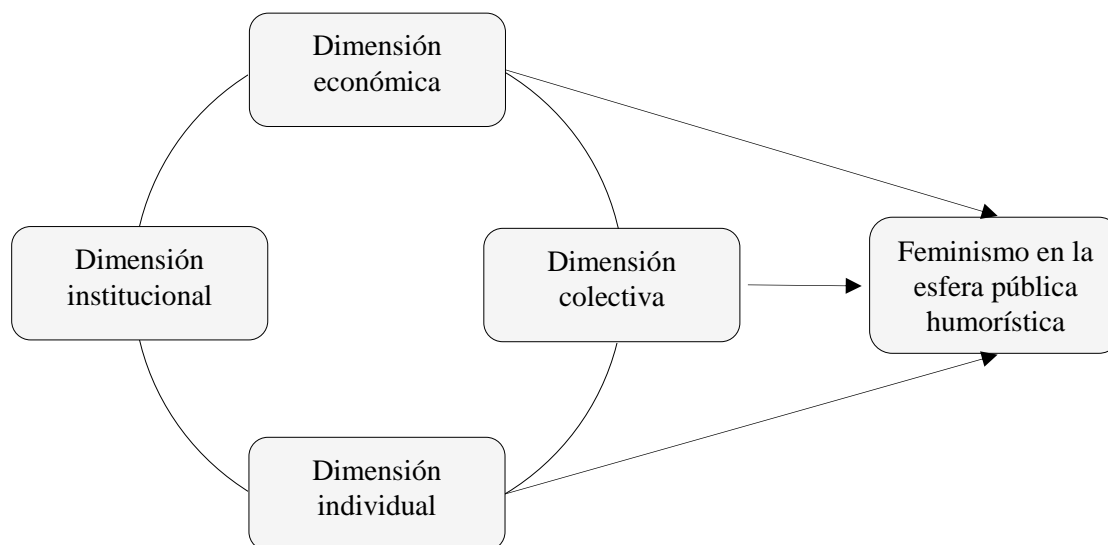 Dimensión
económica
Dimensión
institucional
Dimensión
colectiva
Feminismo en la
esfera pública
humorística
Dimensión
individual